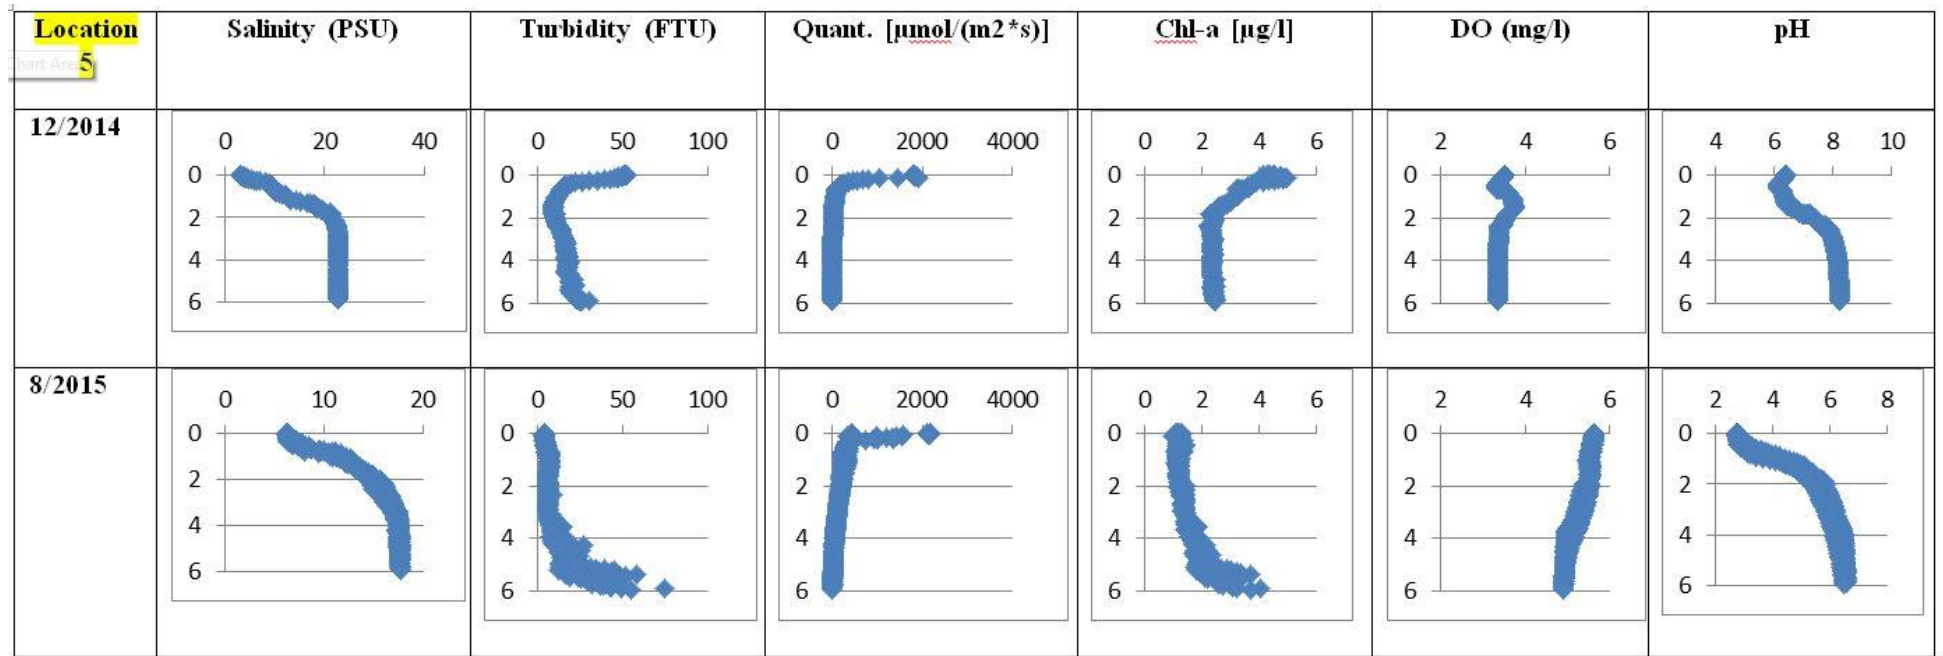 Location 5
Salinity (PSU)
Turbidity (FTU)
Quant. [µmol/(m2*s)]
Chl-a [µg/l]
DO (mg/l)
pH
Chart Area
12/2014
0 20 40
0
2
4
6
0 50 100
0
2
4
6
0 2000 4000
0
2
4
6
0 2 4 6
0
2
4
6
2 4 6
0
2
4
6
4 6 8 10
0
2
4
6
8/2015
0 10 20
0
2
4
6
0 50 100
0
2
4
6
0 2000 4000
0
2
4
6
0 2 4 6
0
2
4
6
2 4 6
0
2
4
6
2 4 6 8
0
2
4
6